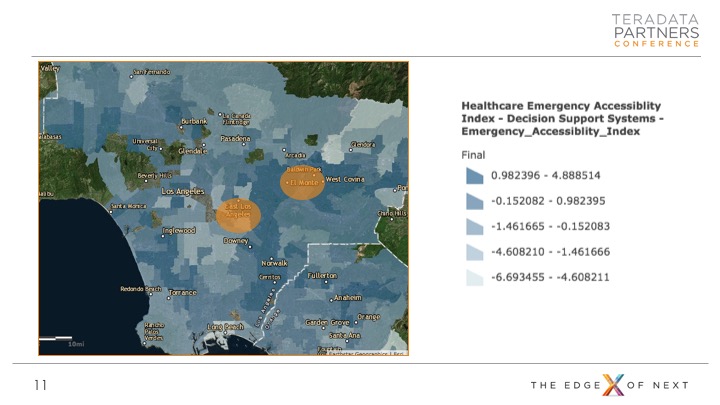 TERADATA
PARTNERS
CONFERENCE
Valley
San Fernando
La Canada
Flintridge
Burbank
Pasadena
Universal
City
Glendale
Arcadia
Glendora
Baldwin Park
El Monte
West Covina
Beverly Hills
Los Angeles
Santa Monica
East Los
Angeles
Chino Hills
Inglewood
Downey
Norwalk
Cerritos
Fullerton
Redondo Beach
Torrance
Anaheim
Los Angeles
Orange
Rancho
Palos
Verdes
Long Beach
Garden Grove
Orange
Santa Ana
10mi
Earthstar Geographics | Esri
Healthcare Emergency Accessiblity
Index - Decision Support Systems -
Emergency_Accessiblity_Index
Final
0.982396 - 4.888514
-0.152082 - 0.982395
-1.461665 - -0.152083
-4.608210 - -1.461666
-6.693455 - -4.608211
11
THE EDGE X OF NEXT